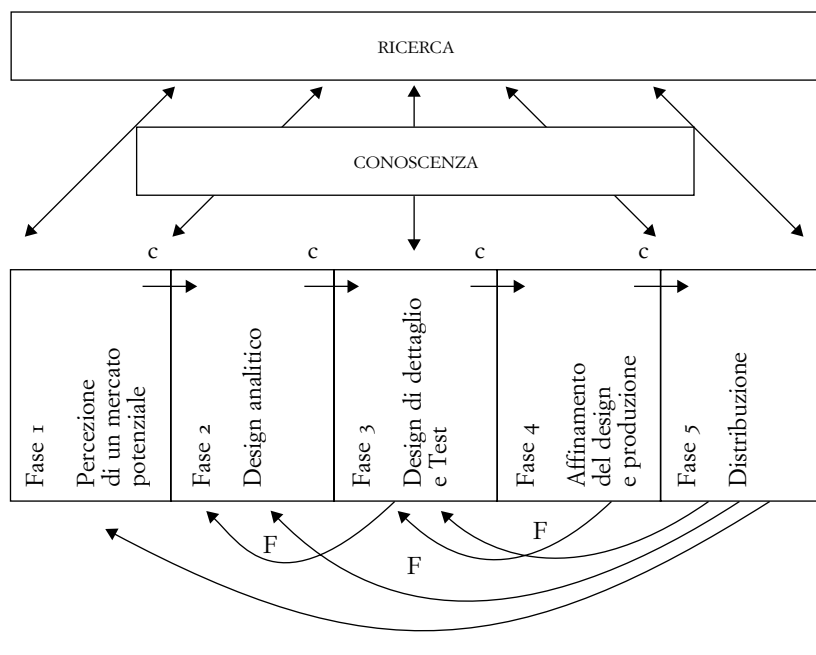 RICERCA
CONOSCENZA
c
c
c
c
Fase 1
Percezione
di un mercato
potenziale
Fase 2
Design analitico
Fase 3
Design di dettaglio
e Test
Fase 4
Affinamento
del design
e produzione
Fase 5
Distribuzione
F
F
F